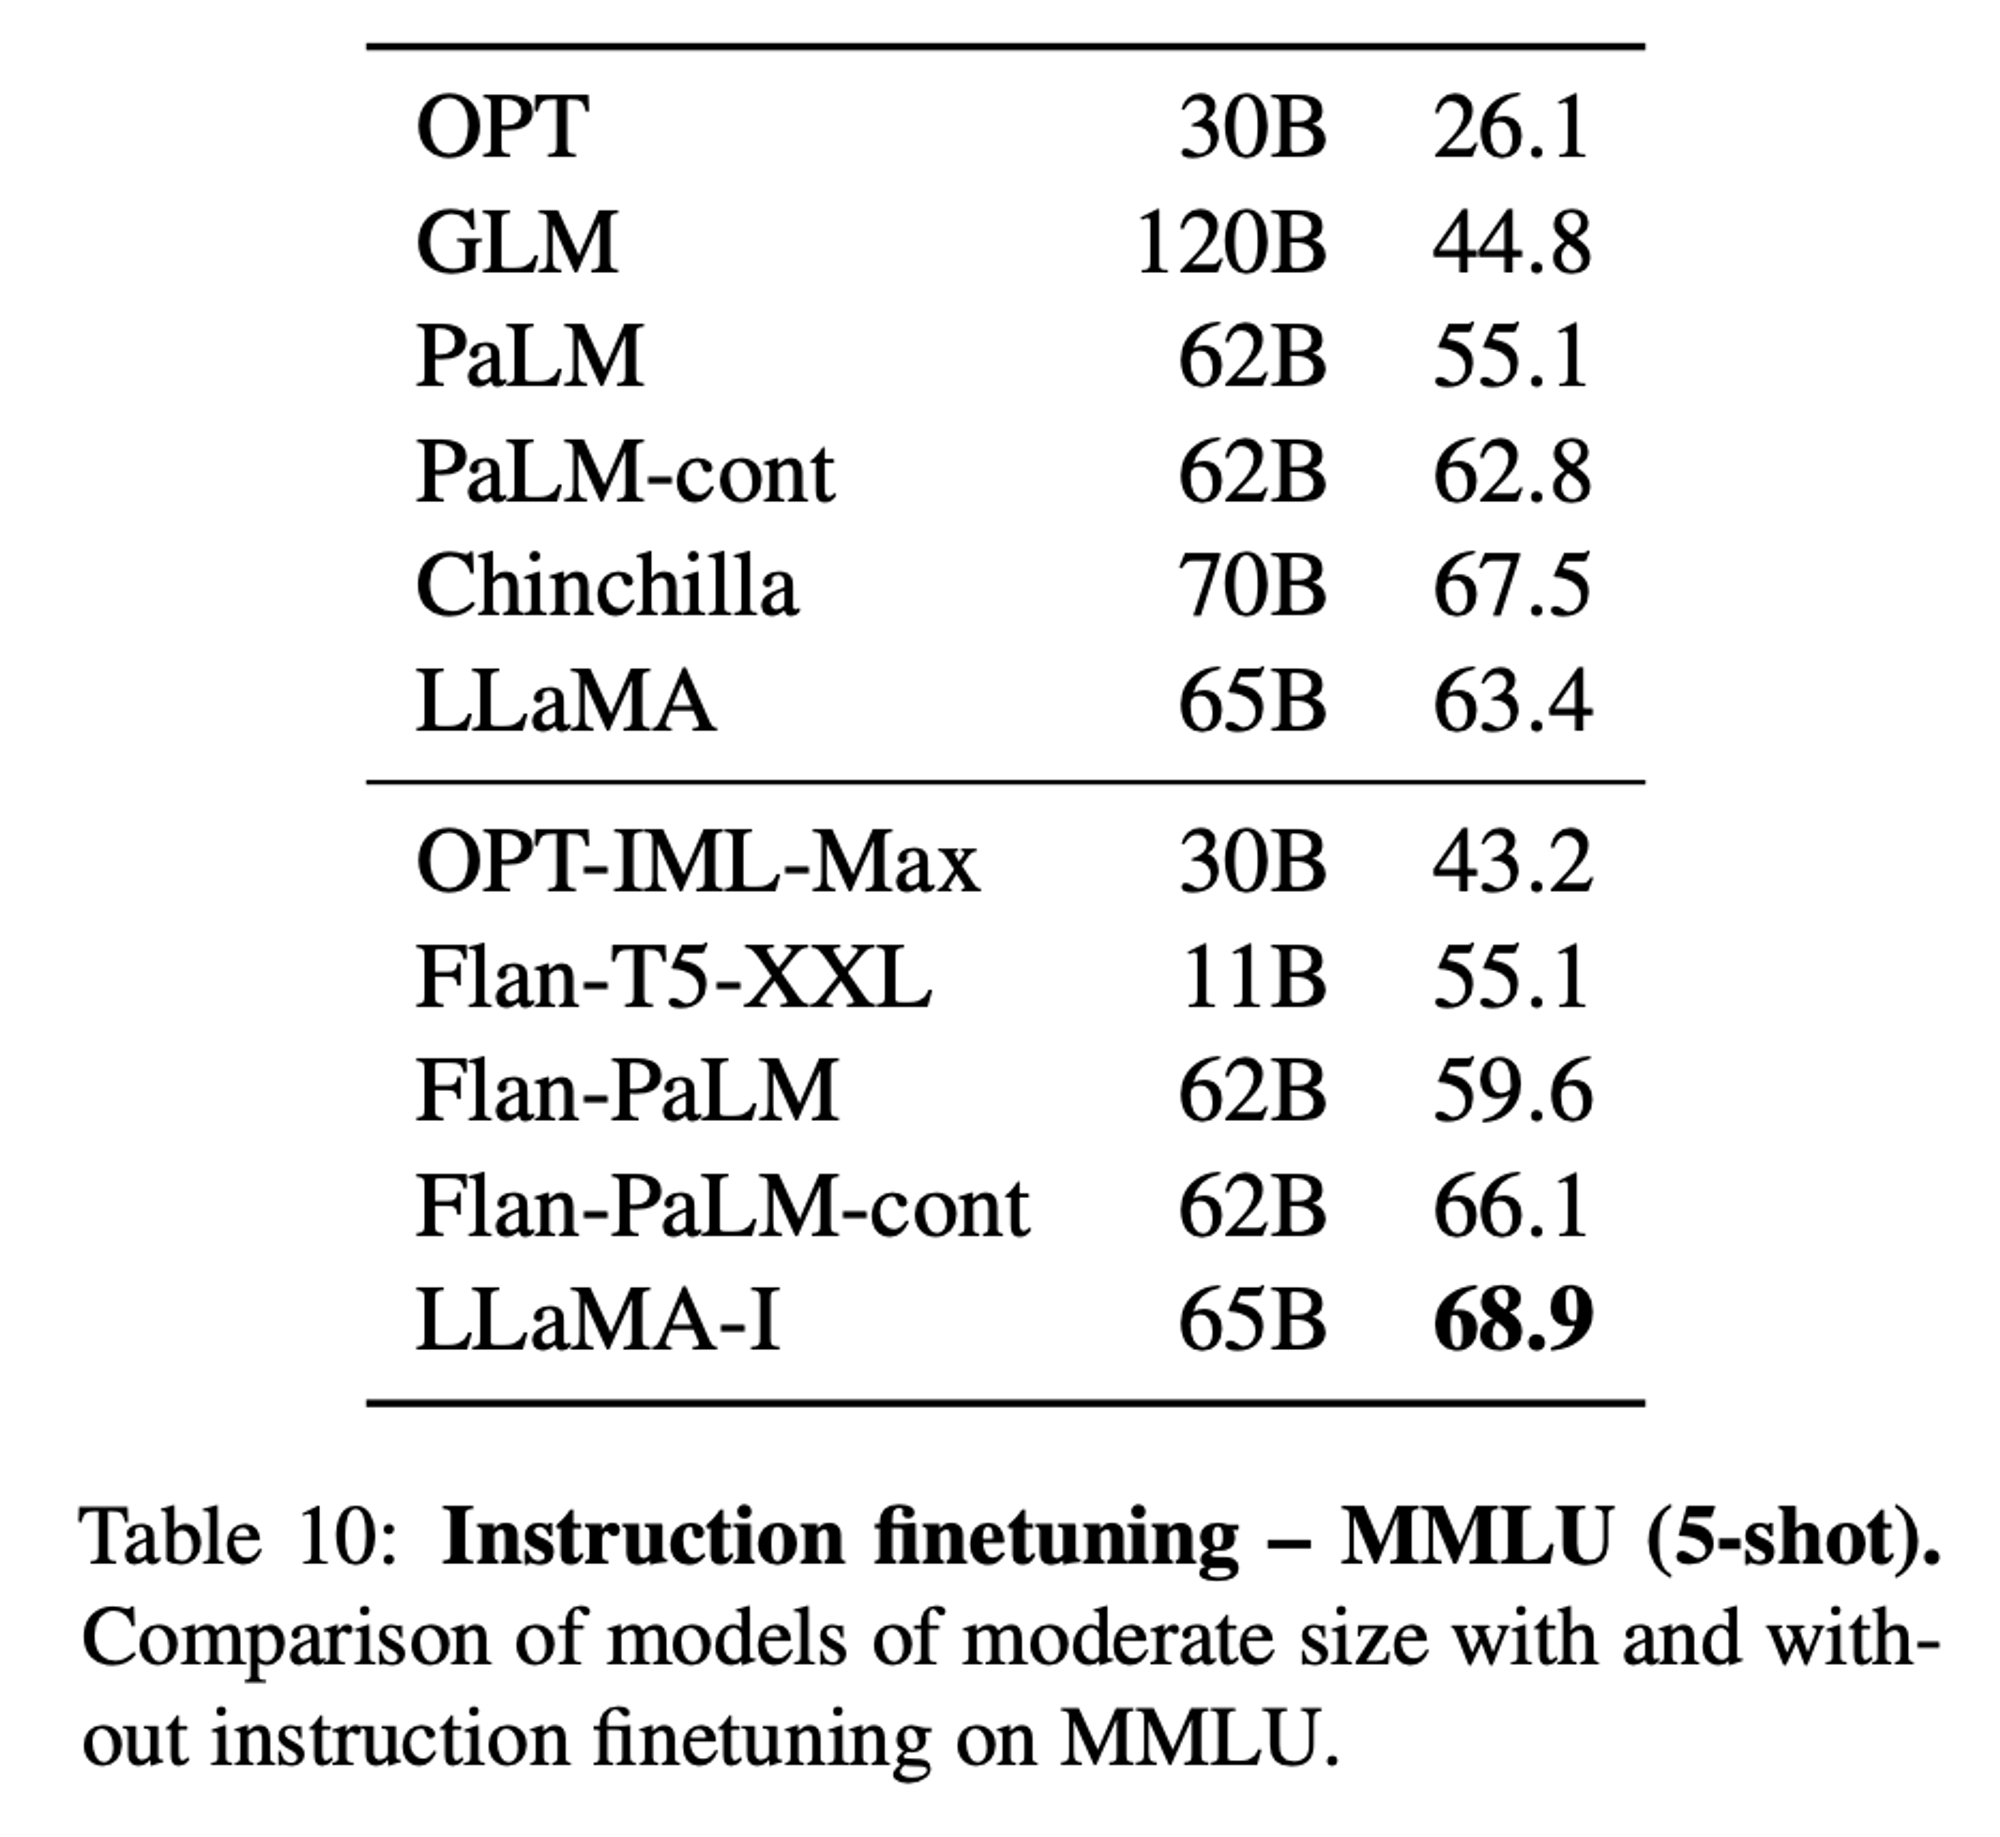 OPT 30B 26.1
GLM 120B 44.8
PaLM 62B 55.1
PaLM-cont 62B 62.8
Chinchilla 70B 67.5
LLaMA 65B 63.4
OPT-IML-Max 30B 43.2
Flan-T5-XXL 11B 55.1
Flan-PaLM 62B 59.6
Flan-PaLM-cont 62B 66.1
LLaMA-I 65B 68.9
Table 10: Instruction finetuning – MMLU (5-shot).
Comparison of models of moderate size with and with-
out instruction finetuning on MMLU.